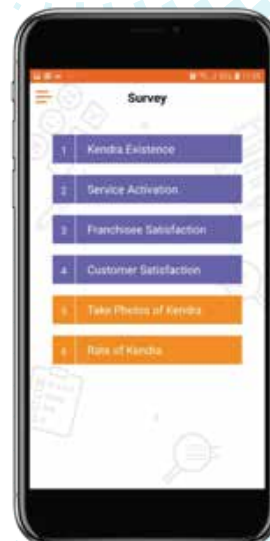 Survey
1 Kendra Existence
2 Service Activation
3 Franchisee Satisfaction
4 Customer Satisfaction
5 Take Photos of Kendra
6 Rate of Kendra